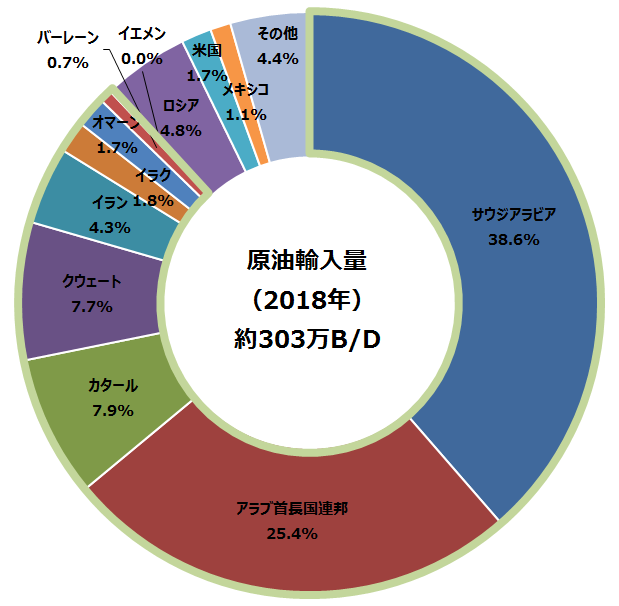 バーレーン
0.7%
イエメン
0.0%
その他
4.4%
米国
1.7%
メキシコ
1.1%
ロシア
4.8%
オマーン
1.7%
イラク
1.8%
イラン
4.3%
サウジアラビア
38.6%
クウェート
7.7%
カタール
7.9%
アラブ首長国連邦
25.4%
原油輸入量
（2018年）
約303万B/D